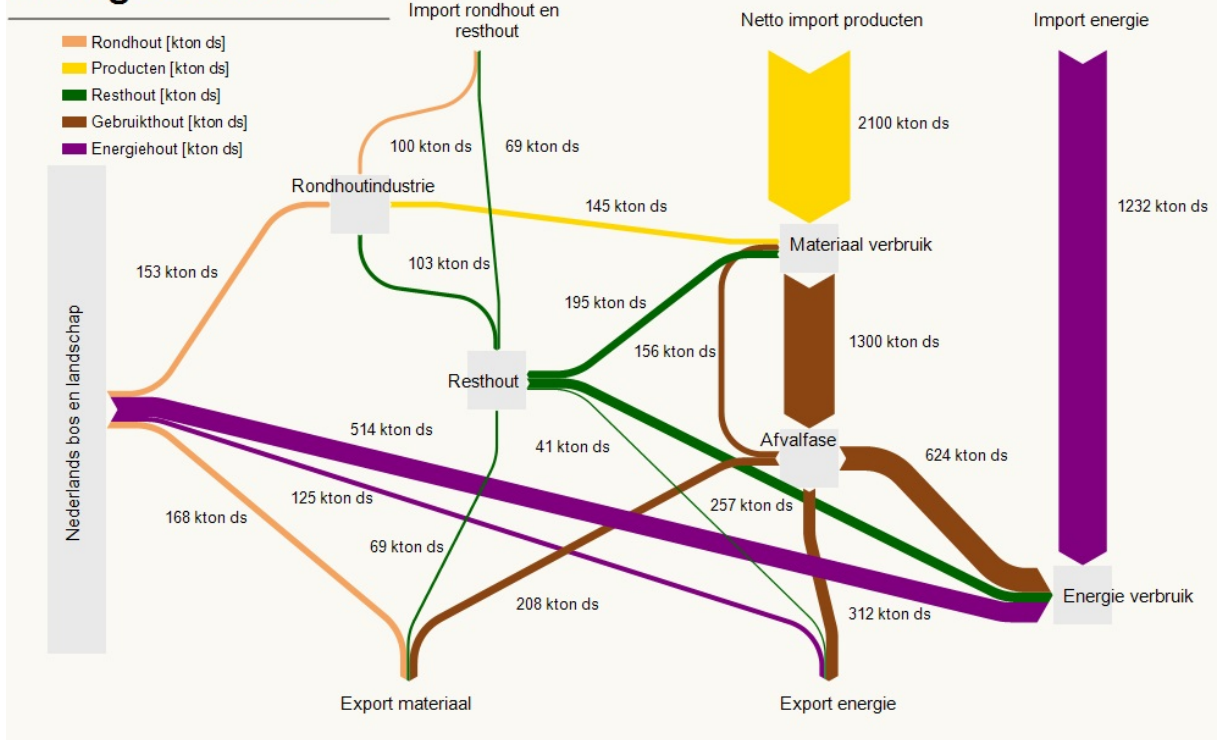 Import rondhout en
resthout
Netto import producten
Import energie
Rondhout [kton ds]
Producten [kton ds]
Resthout [kton ds]
Gebruikthout [kton ds]
Energiehout [kton ds]
100 kton ds
69 kton ds
2100 kton ds
Rondhoutindustrie
145 kton ds
1232 kton ds
Materiaal verbruik
153 kton ds
103 kton ds
195 kton ds
156 kton ds
1300 kton ds
Resthout
Nederlands bos en landschap
514 kton ds
41 kton ds
Afvalfase
624 kton ds
125 kton ds
257 kton ds
168 kton ds
69 kton ds
208 kton ds
312 kton ds
Energie verbruik
Export materiaal
Export energie